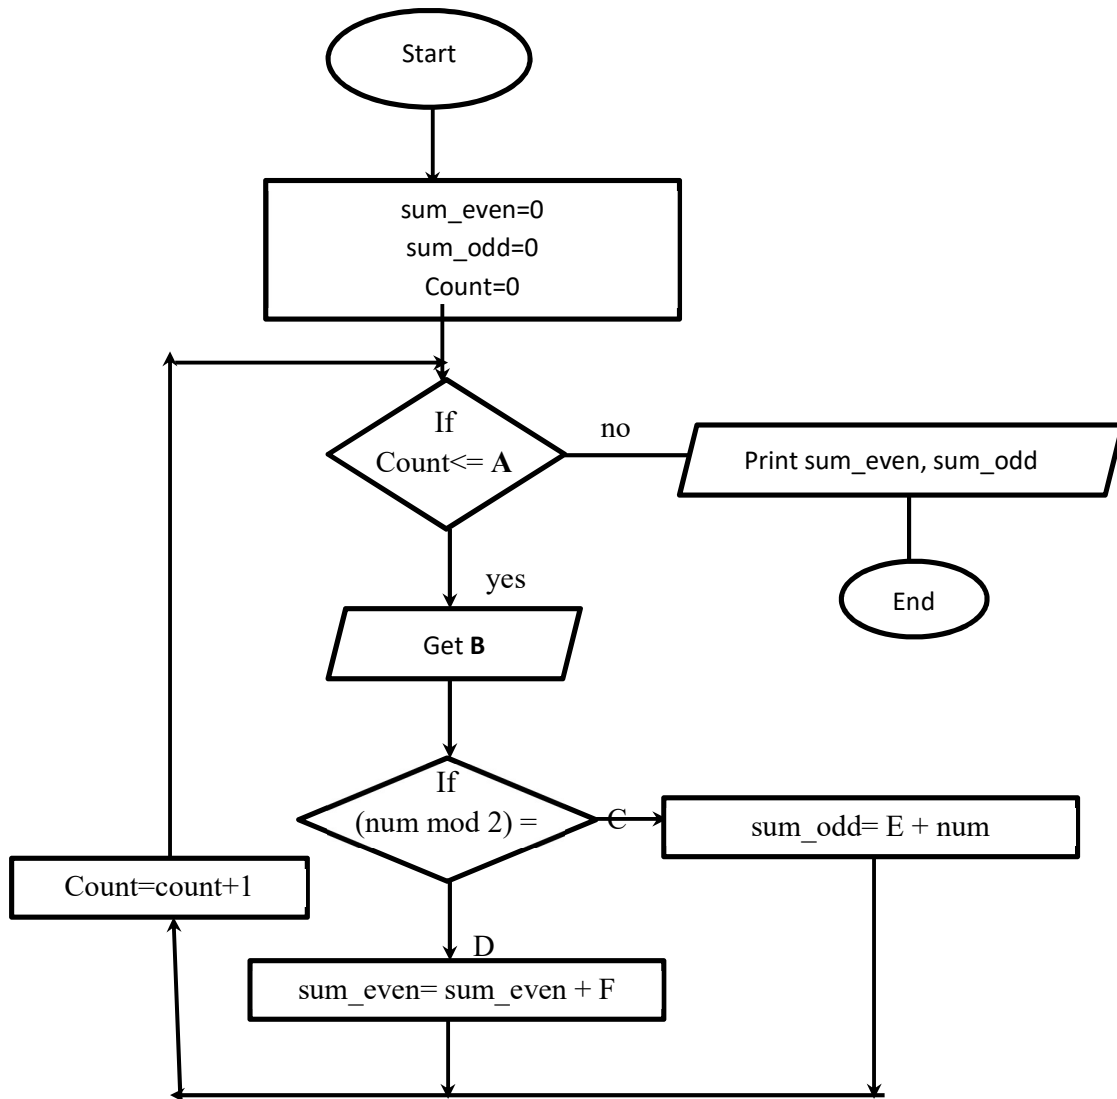 Start
sum_even=0
sum_odd=0
Count=0
If
Count<= A
no
Print sum_even, sum_odd
yes
End
Get B
If
(num mod 2) =
C
sum_odd= E + num
Count=count+1
D
sum_even= sum_even + F